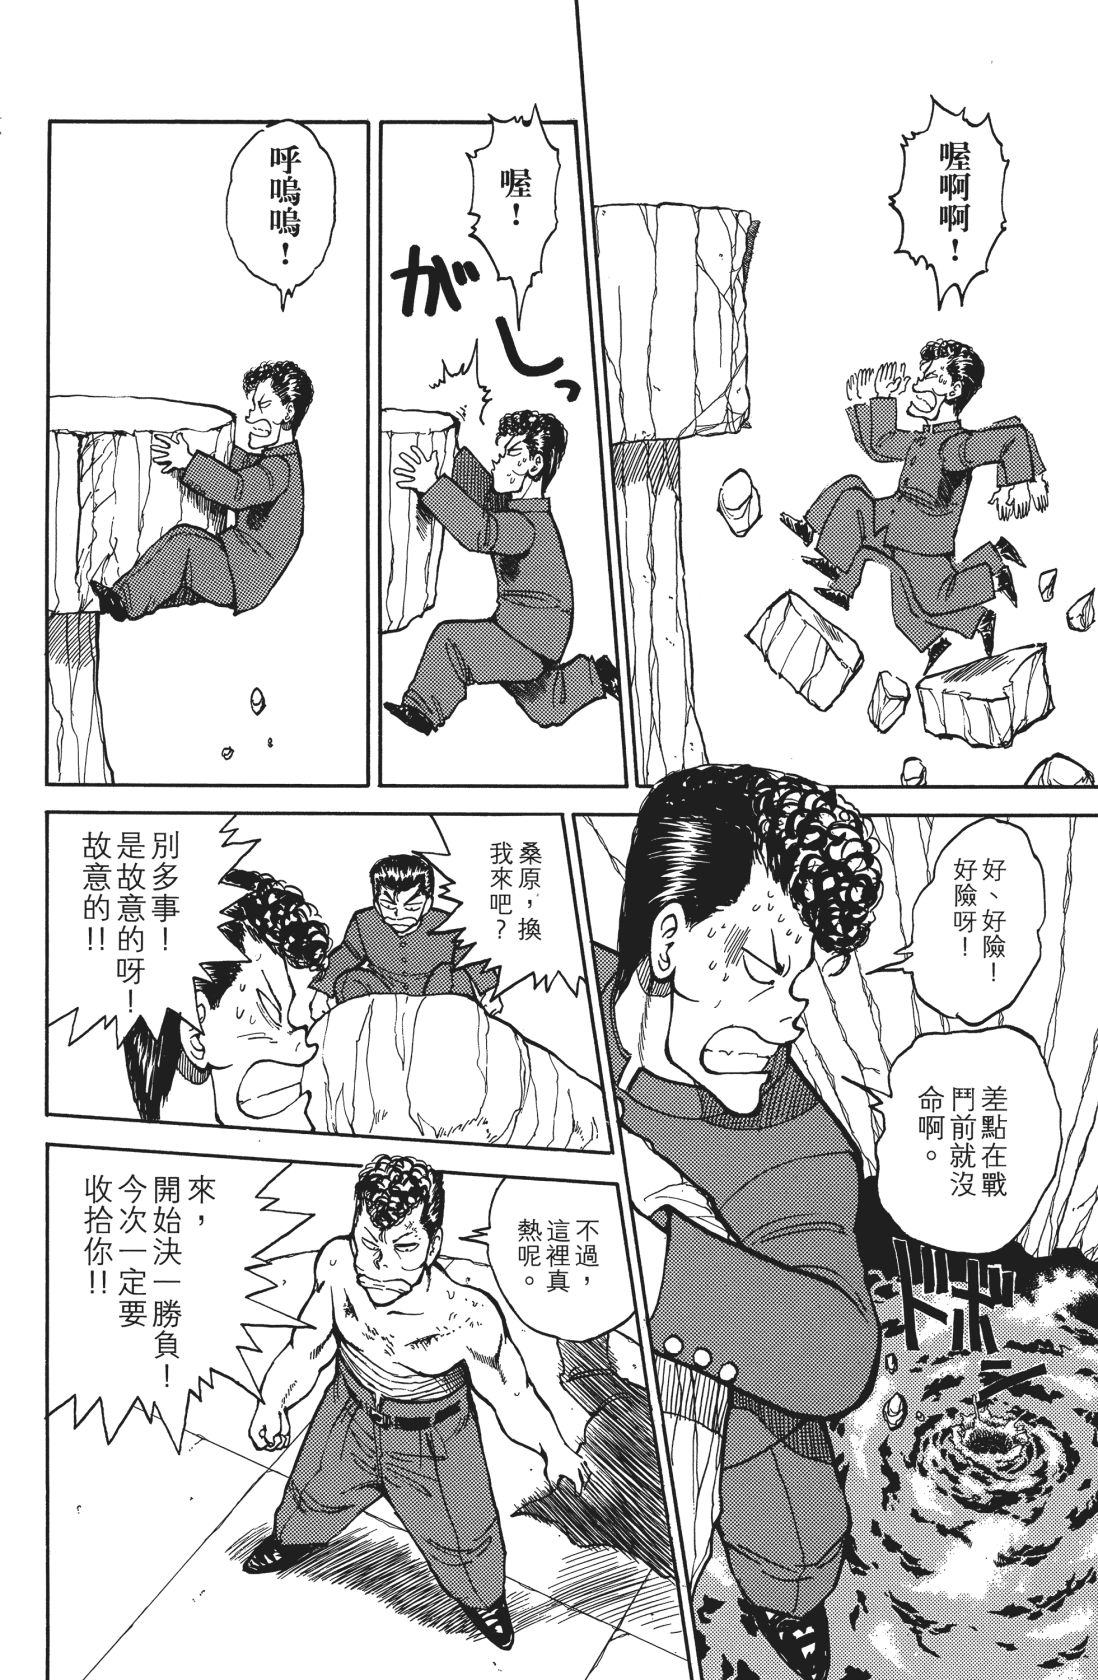 喔啊啊！
喔！
がしっ
呼嗚嗚！
好、好險！
好險呀！
差點在戰
鬥前就沒
命啊。
ドボン
桑原，換
我來吧？
別多事！
是故意的呀！
故意的!!
不過，
這裡真
熱呢。
來，
開始決一勝負！
今次一定要
收拾你!!